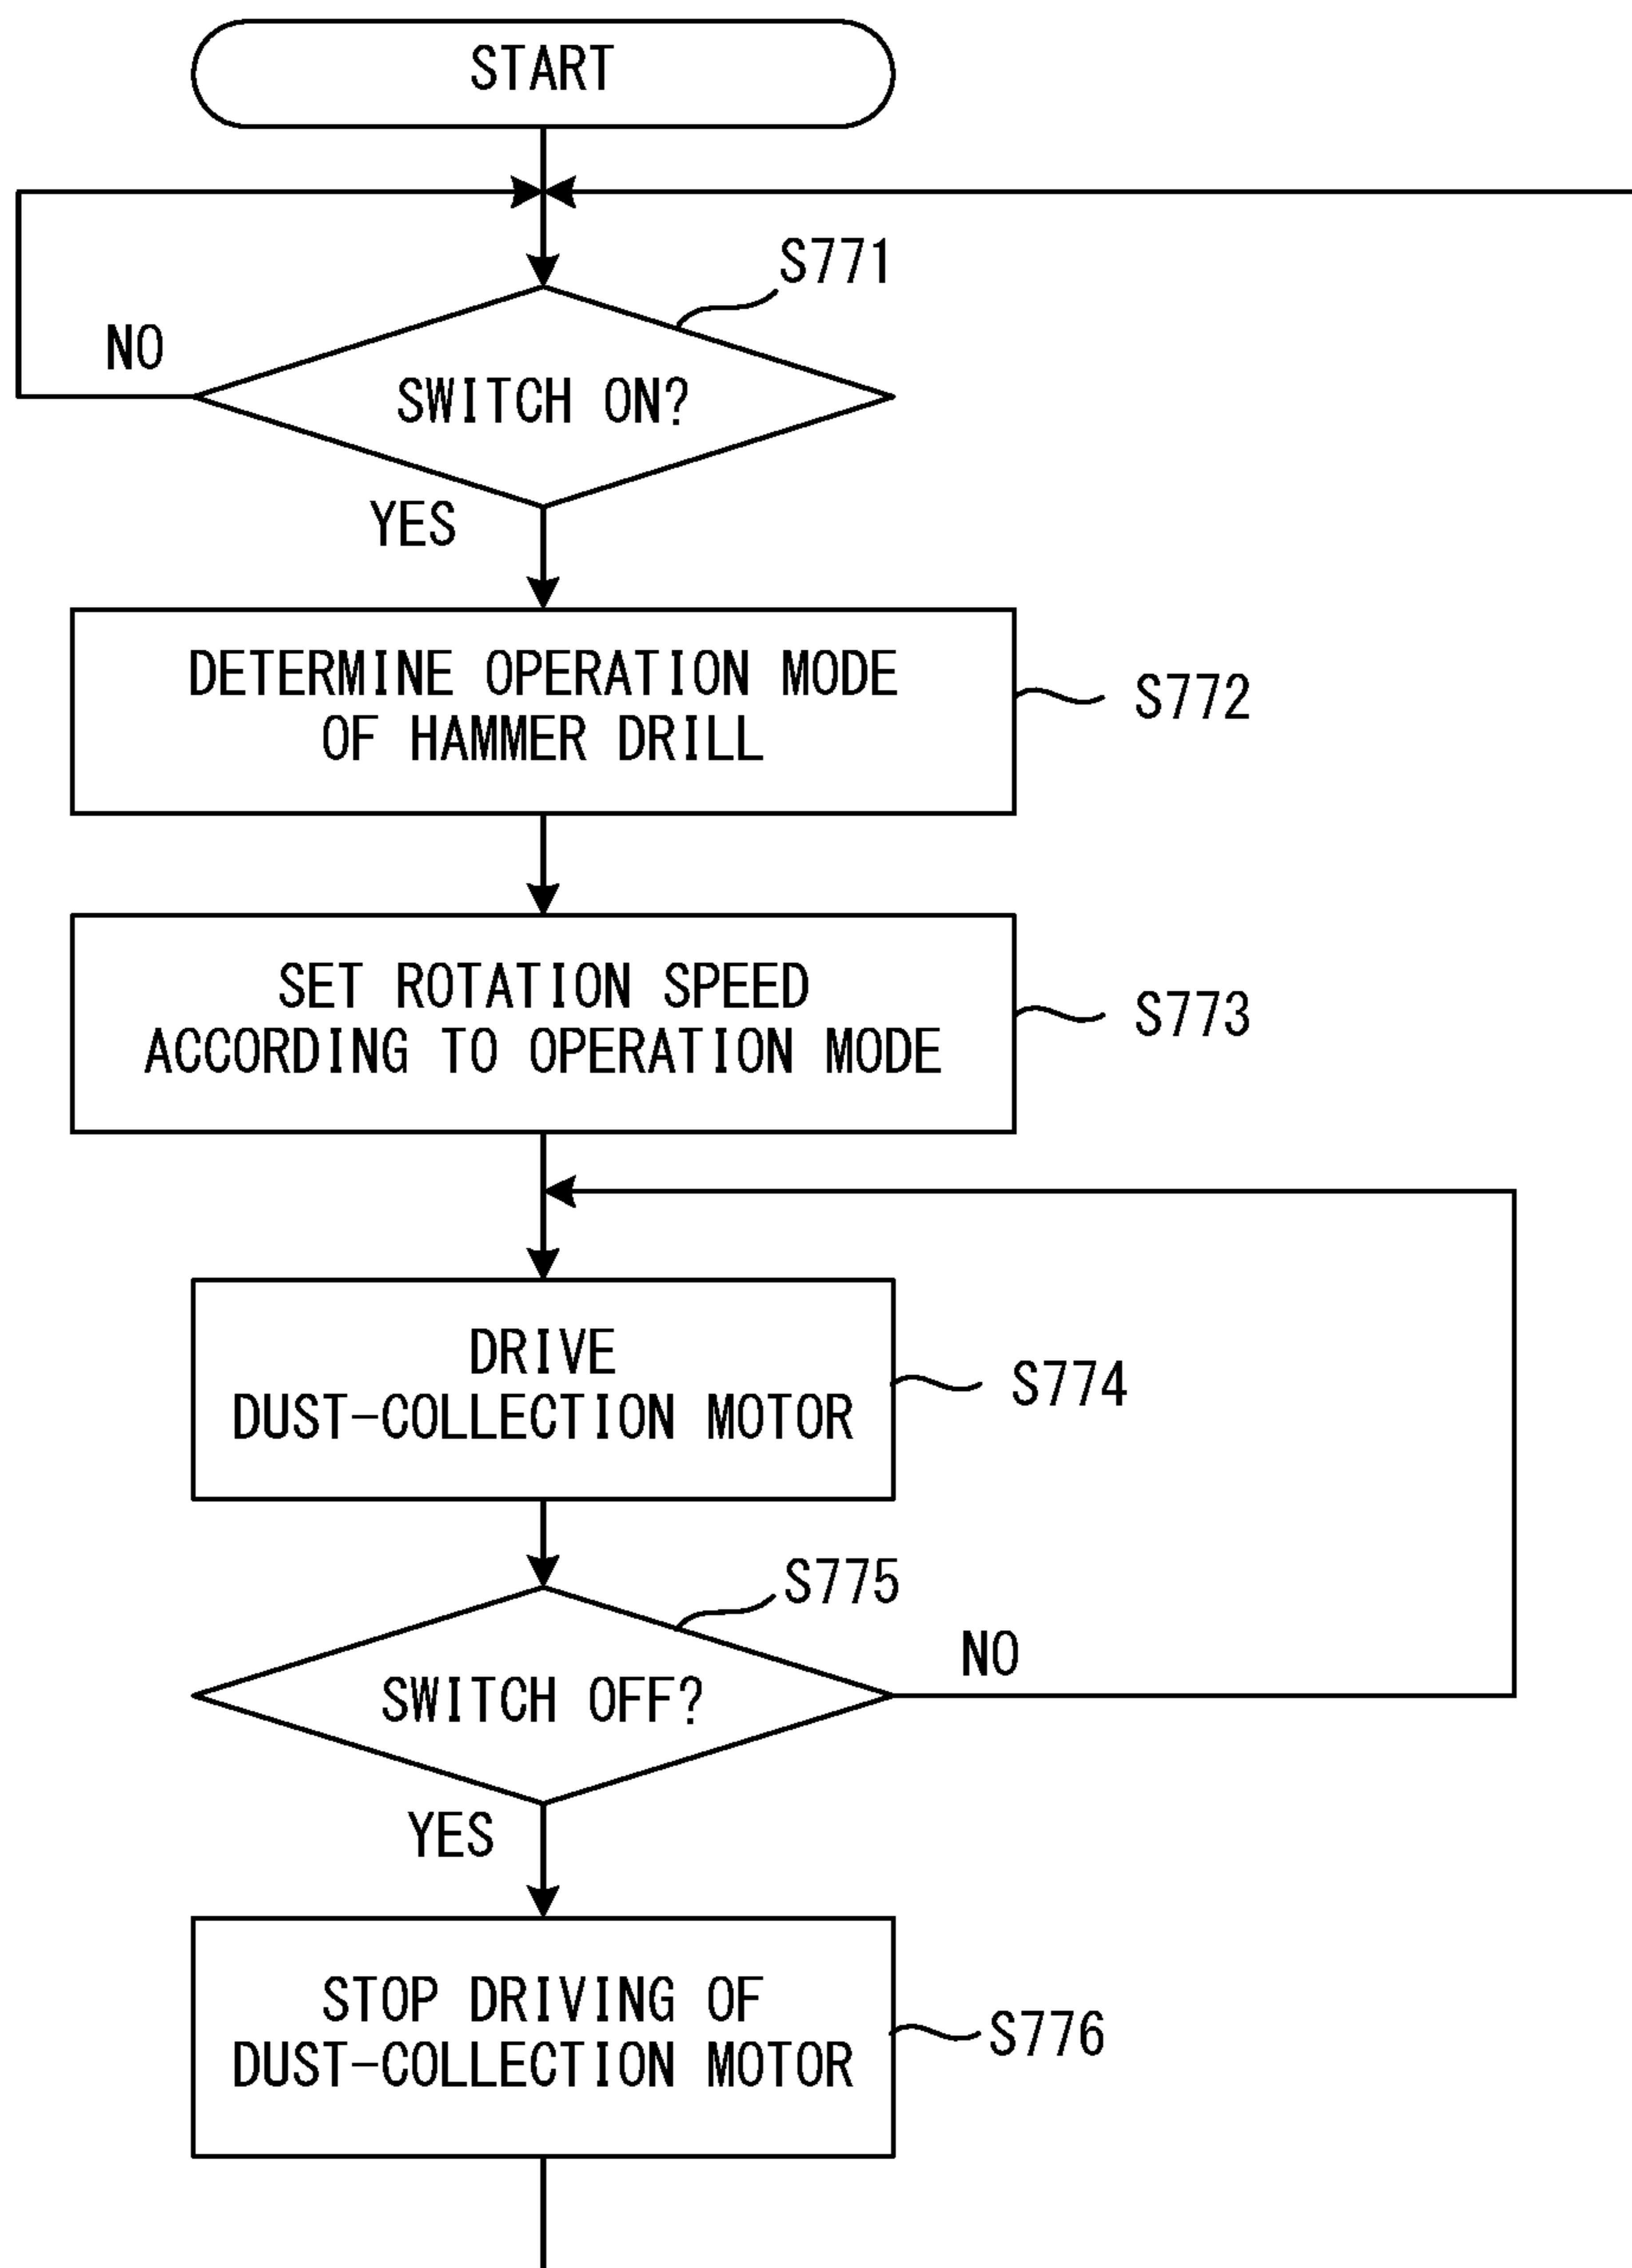 START
S771
NO
SWITCH ON?
YES
DETERMINE OPERATION MODE
OF HAMMER DRILL
S772
SET ROTATION SPEED
ACCORDING TO OPERATION MODE
S773
DRIVE
DUST-COLLECTION MOTOR
S774
S775
NO
SWITCH OFF?
YES
STOP DRIVING OF
DUST-COLLECTION MOTOR
S776